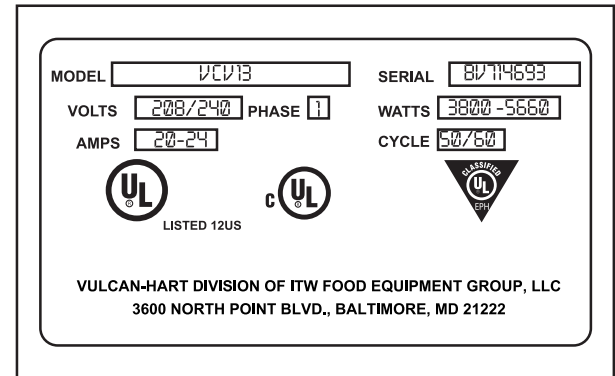 MODEL VCV13 SERIAL 8V714693
VOLTS 208/240 PHASE 1 WATTS 3800-5660
AMPS 20-24 CYCLE 50/60
UL
R
LISTED 12US
C UL
R
CLASSIFIED
UL
EPH
VULCAN-HART DIVISION OF ITW FOOD EQUIPMENT GROUP, LLC
3600 NORTH POINT BLVD., BALTIMORE, MD 21222